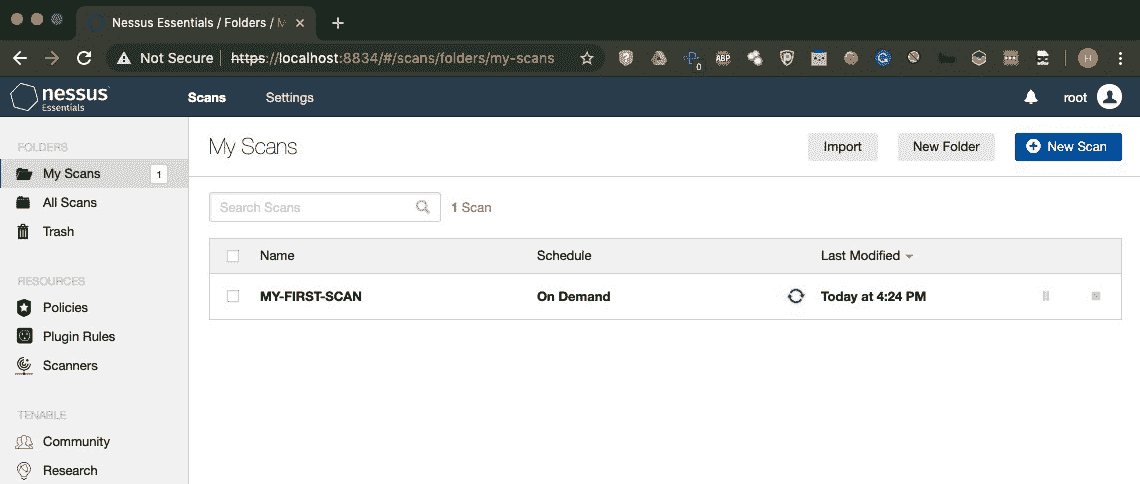 Nessus Essentials / Folders / M
Not Secure https://localhost:8834/#/scans/folders/my-scans
0
ABP
H
nessus
Essentials
Scans
Settings
root
FOLDERS
My Scans
1
All Scans
Trash
RESOURCES
Policies
Plugin Rules
Scanners
TENABLE
Community
Research
My Scans
Import
New Folder
New Scan
Search Scans
1 Scan
Name Schedule Last Modified
MY-FIRST-SCAN On Demand Today at 4:24 PM